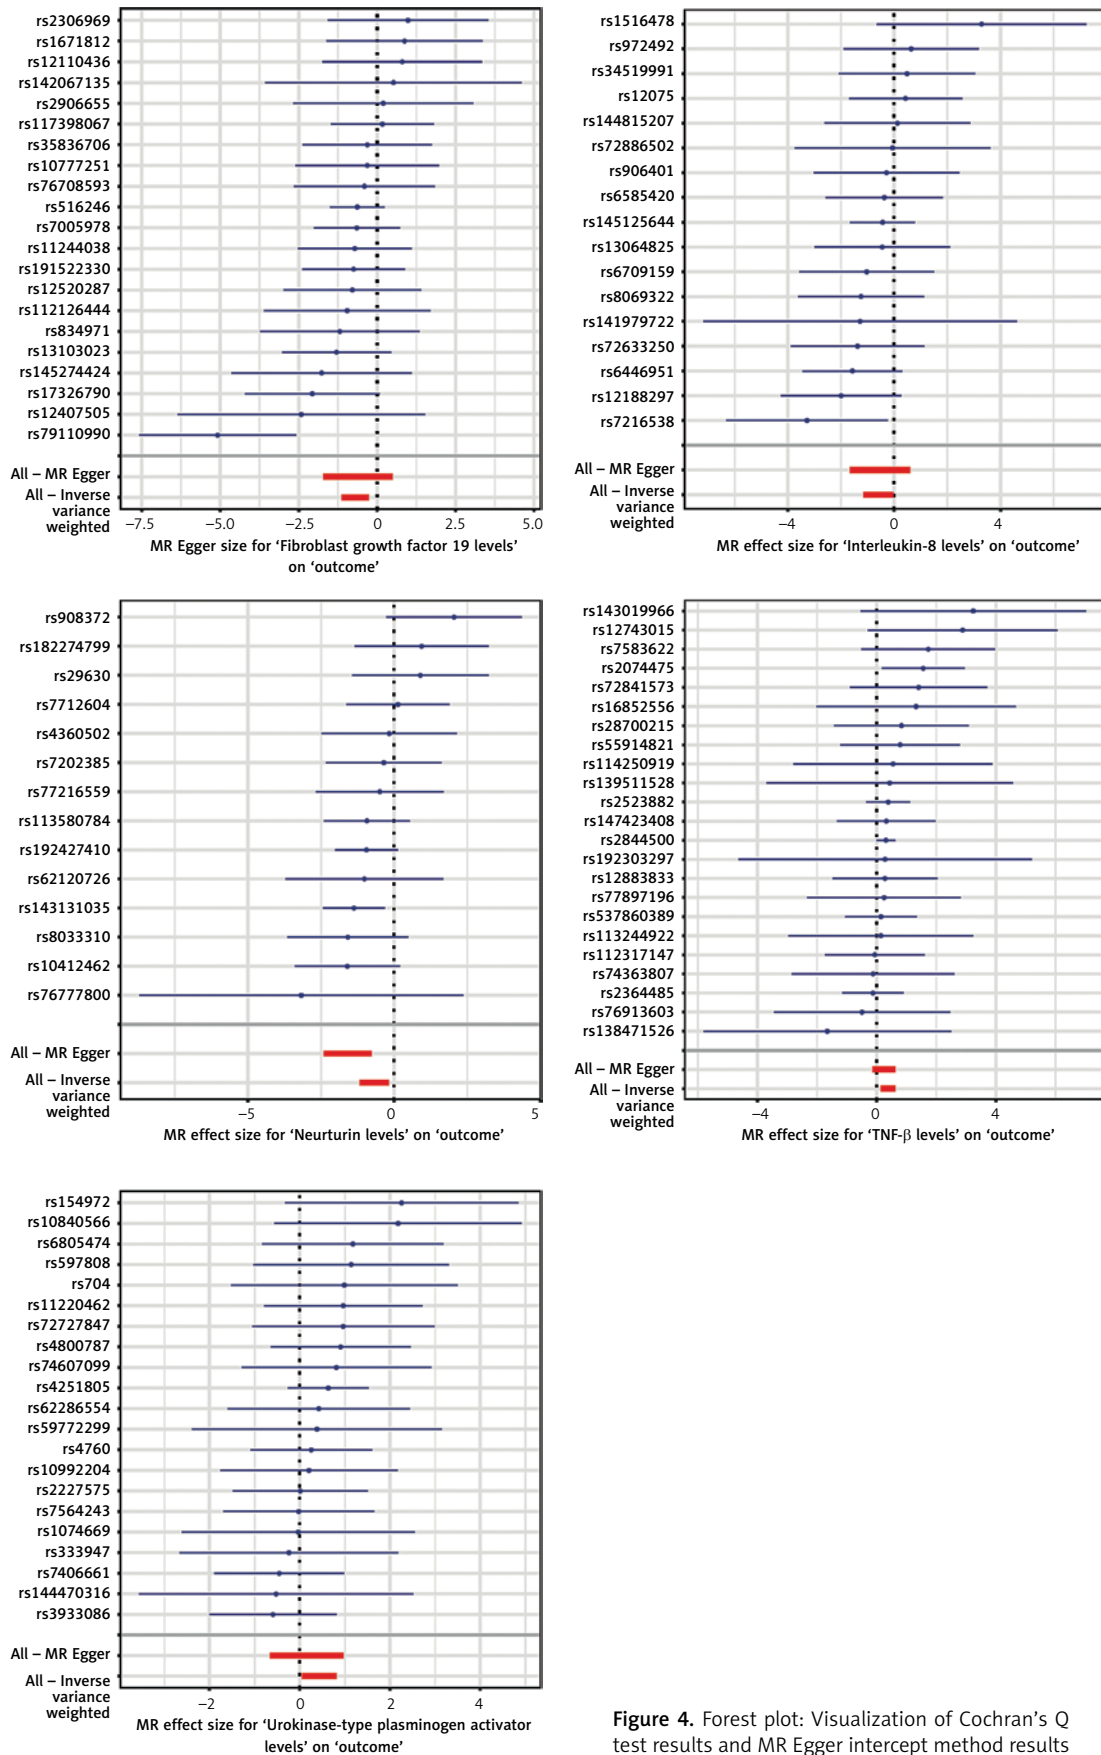 rs2306969
rs1671812
rs12110436
rs142067135
rs2906655
rs117398067
rs35836706
rs10777251
rs76708593
rs516246
rs7005978
rs11244038
rs191522330
rs12520287
rs112126444
rs834971
rs13103023
rs145274424
rs17326790
rs12407505
rs79110990
All – MR Egger
All – Inverse
variance
weighted
−7.5 −5.0 −2.5 0 2.5 5.0
MR Egger size for ‘Fibroblast growth factor 19 levels’
on ‘outcome’
rs1516478
rs972492
rs34519991
rs12075
rs144815207
rs72886502
rs906401
rs6585420
rs145125644
rs13064825
rs6709159
rs8069322
rs141979722
rs72633250
rs6446951
rs12188297
rs7216538
All – MR Egger
All – Inverse
variance
weighted
−4 0 4
MR effect size for ‘Interleukin-8 levels’ on ‘outcome’
rs908372
rs182274799
rs29630
rs7712604
rs4360502
rs7202385
rs77216559
rs113580784
rs192427410
rs62120726
rs143131035
rs8033310
rs10412462
rs76777800
All – MR Egger
All – Inverse
variance
weighted
−5 0 5
MR effect size for ‘Neurturin levels’ on ‘outcome’
rs143019966
rs12743015
rs7583622
rs2074475
rs72841573
rs16852556
rs28700215
rs55914821
rs114250919
rs139511528
rs2523882
rs147423408
rs2844500
rs192303297
rs12883833
rs77897196
rs537860389
rs113244922
rs112317147
rs74363807
rs2364485
rs76913603
rs138471526
All – MR Egger
All – Inverse
variance
weighted
−4 0 4
MR effect size for ‘TNF-β levels’ on ‘outcome’
rs154972
rs10840566
rs6805474
rs597808
rs704
rs11220462
rs72727847
rs4800787
rs74607099
rs4251805
rs62286554
rs59772299
rs4760
rs10992204
rs2227575
rs7564243
rs1074669
rs333947
rs7406661
rs144470316
rs3933086
All – MR Egger
All – Inverse
variance
weighted
−2 0 2 4
MR effect size for ‘Urokinase-type plasminogen activator
levels’ on ‘outcome’
Figure 4. Forest plot: Visualization of Cochran’s Q
test results and MR Egger intercept method results